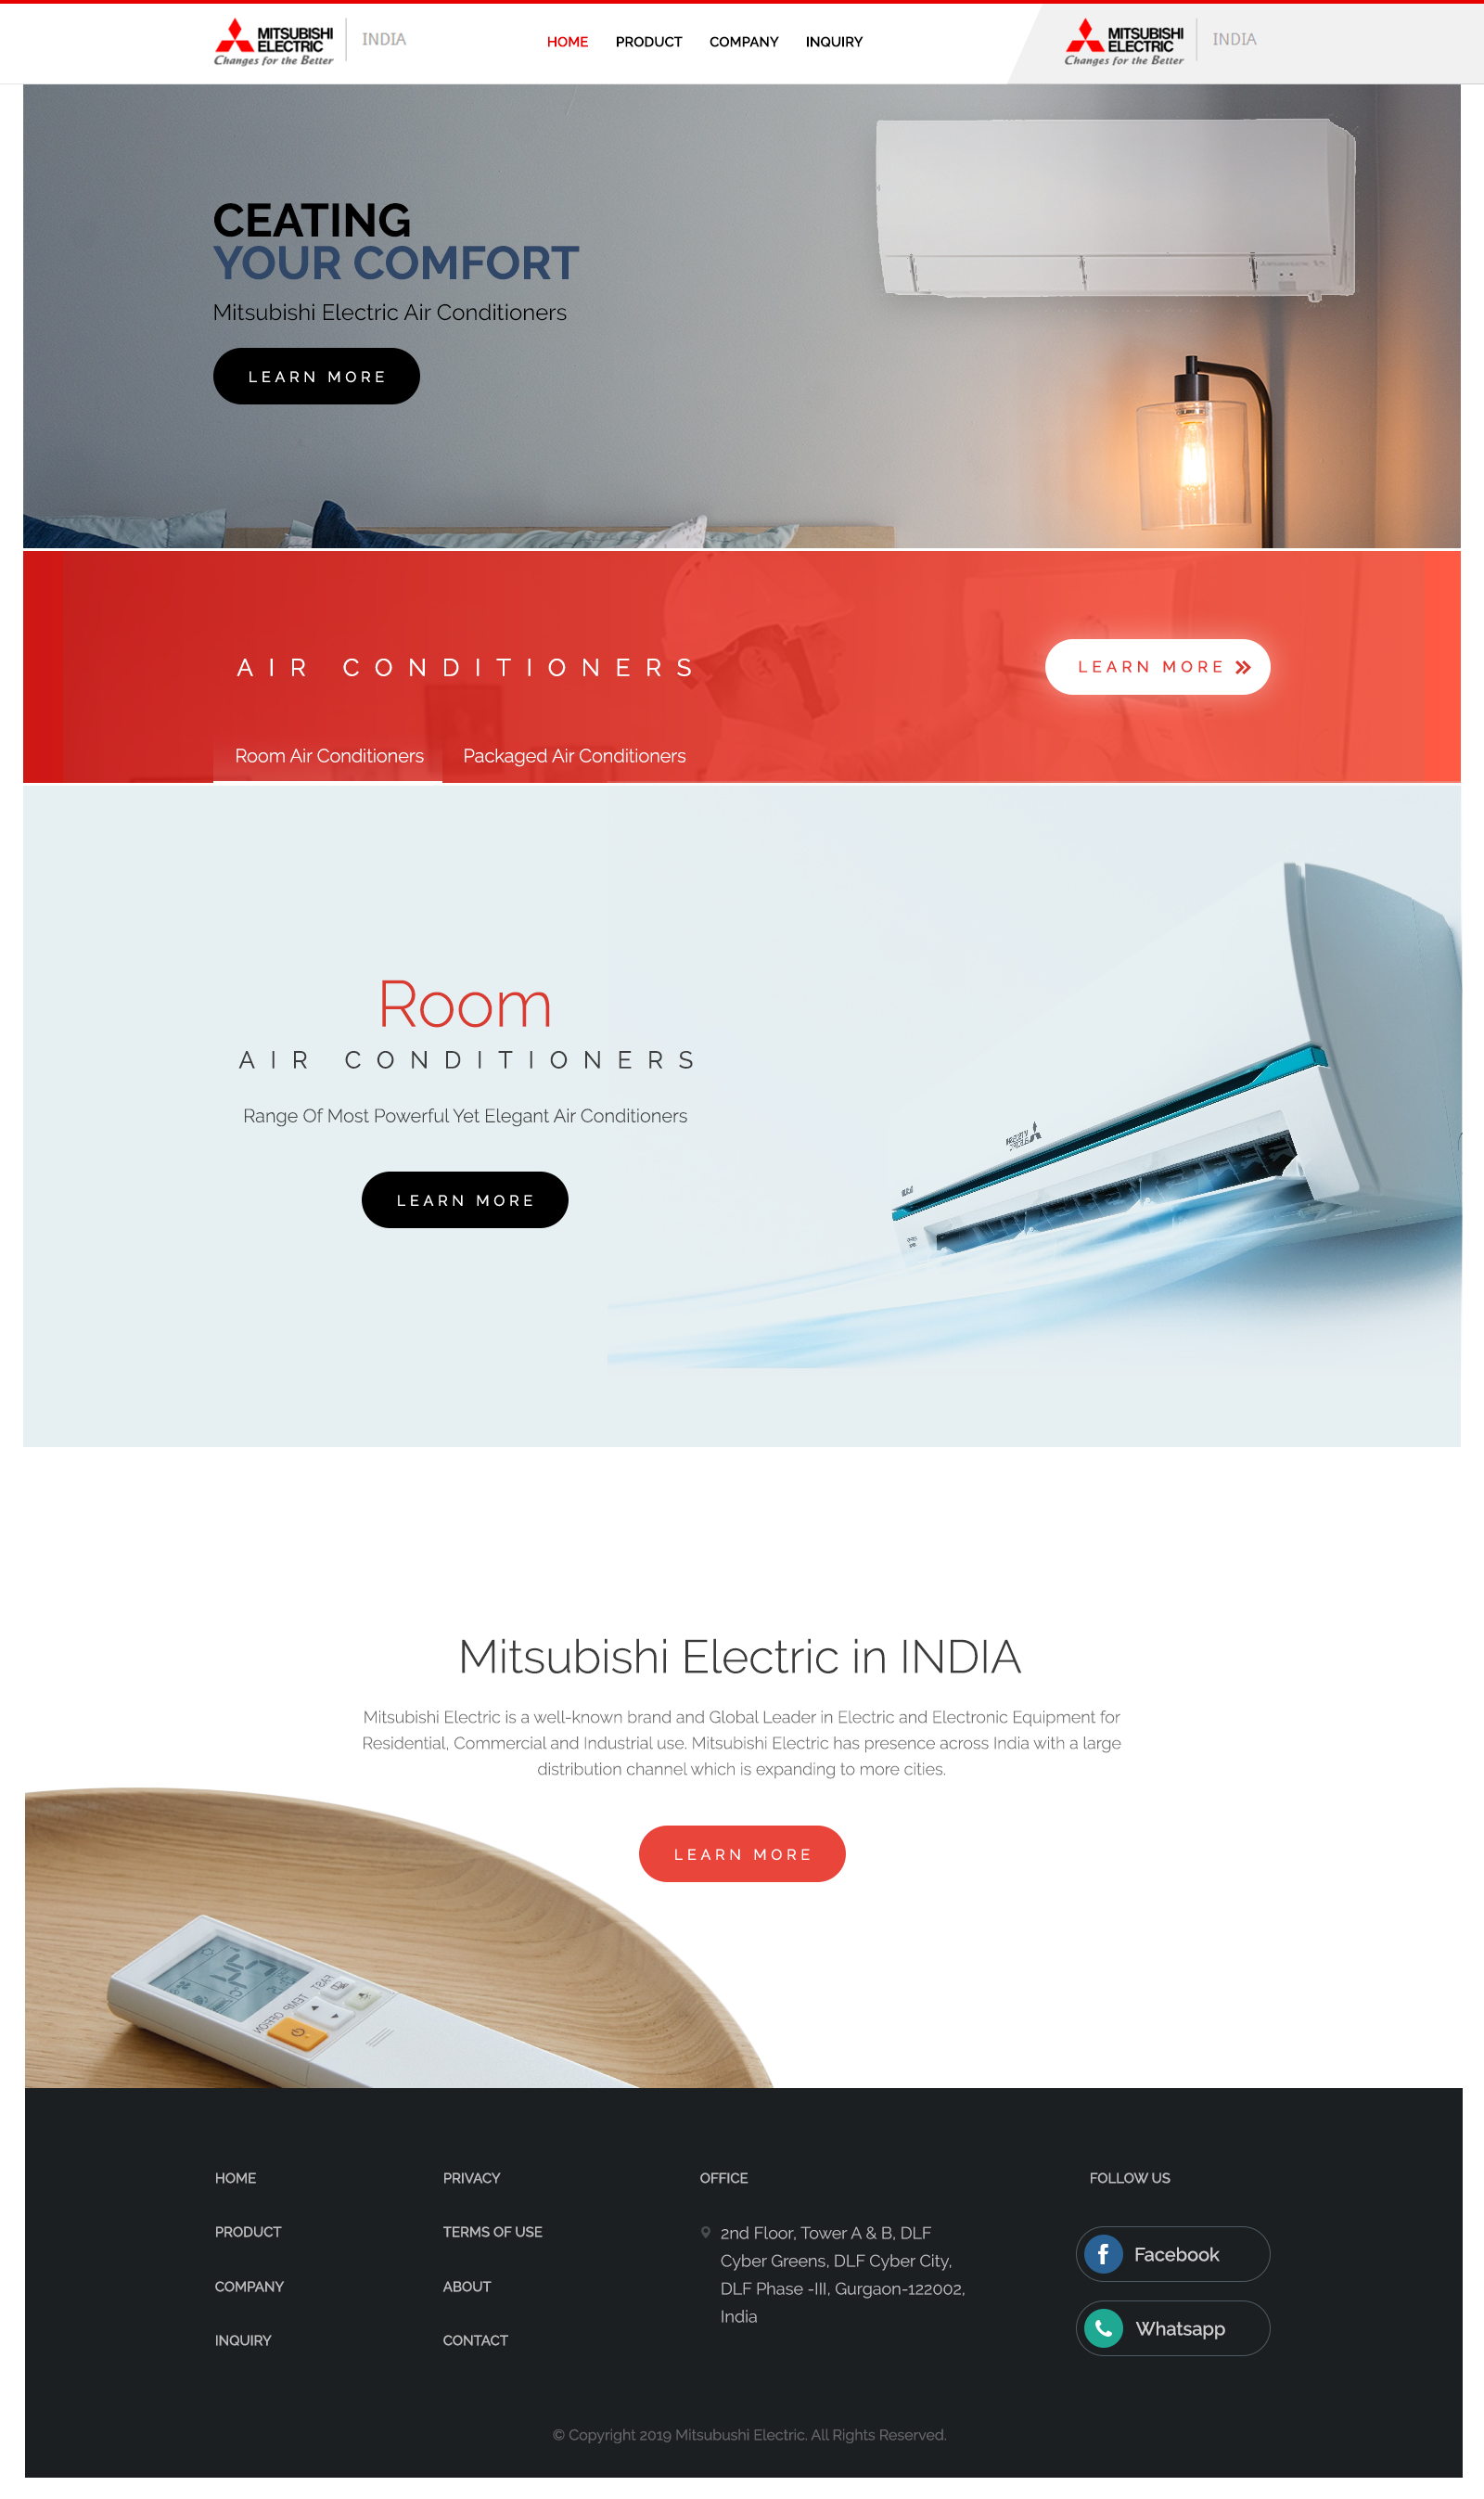 MITSUBISHI
ELECTRIC
Changes for the Better
INDIA
HOME PRODUCT COMPANY INQUIRY
MITSUBISHI
ELECTRIC
Changes for the Better
INDIA
CEATING
YOUR COMFORT
Mitsubishi Electric Air Conditioners
LEARN MORE
AIR CONDITIONERS
LEARN MORE
Room Air Conditioners Packaged Air Conditioners
Room
AIR CONDITIONERS
Range Of Most Powerful Yet Elegant Air Conditioners
LEARN MORE
Mitsubishi Electric in INDIA
Mitsubishi Electric is a well-known brand and Global Leader in Electric and Electronic Equipment for
Residential, Commercial and Industrial use. Mitsubishi Electric has presence across India with a large
distribution channel which is expanding to more cities.
LEARN MORE
HOME
PRODUCT
COMPANY
INQUIRY
PRIVACY
TERMS OF USE
ABOUT
CONTACT
OFFICE
2nd Floor, Tower A & B, DLF
Cyber Greens, DLF Cyber City,
DLF Phase -III, Gurgaon-122002,
India
FOLLOW US
Facebook
Whatsapp
© Copyright 2019 Mitsubushi Electric. All Rights Reserved.